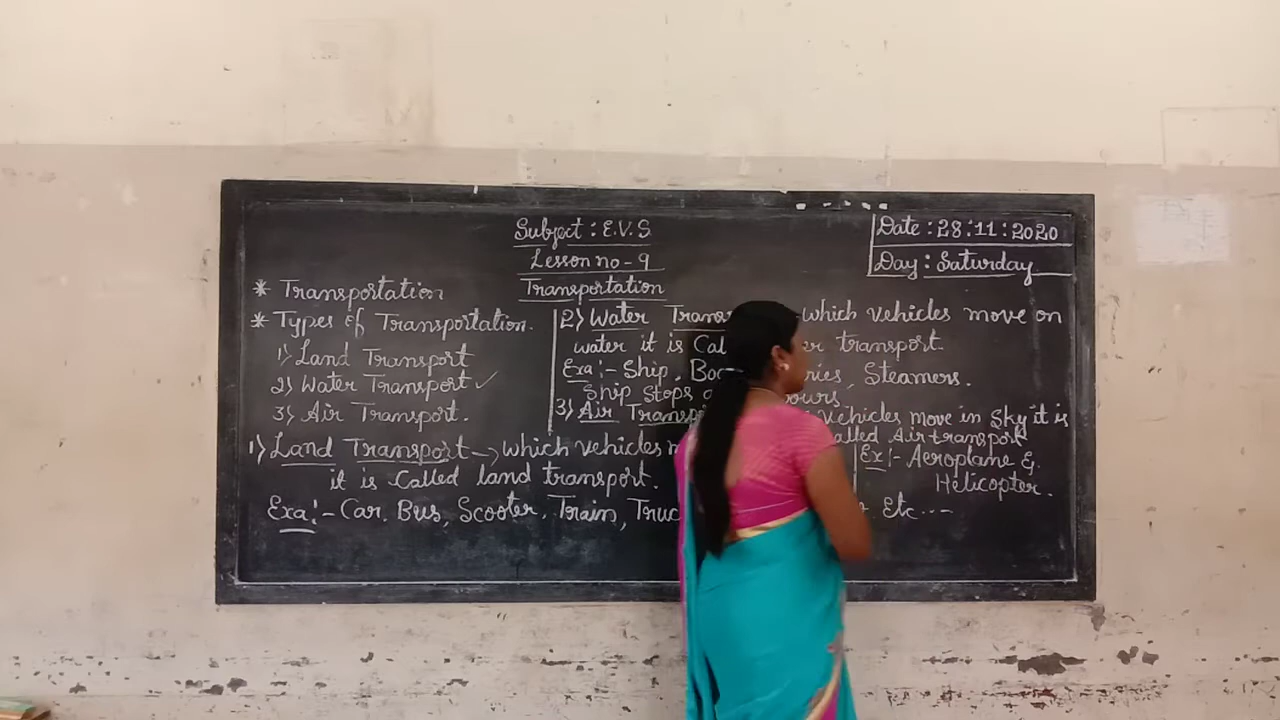 Subject : E.V.S
Lesson no - 9
Transportation
Date : 28:11:2020
Day : Saturday
* Transportation
* Types of Transportation.
1) Land Transport
2) Water Transport ✓
3) Air Transport.
1) Land Transport -> which vehicles
it is Called land transport.
Exa :- Car, Bus, Scooter, Train, Etc...-
2) Water which vehicles move on
water it is transport.
Exa :- Ship, Steamers.
Ship Stops
3) Air vehicles move in Sky it is
Air transport
Ex :- Aeroplane &
Helicopter.